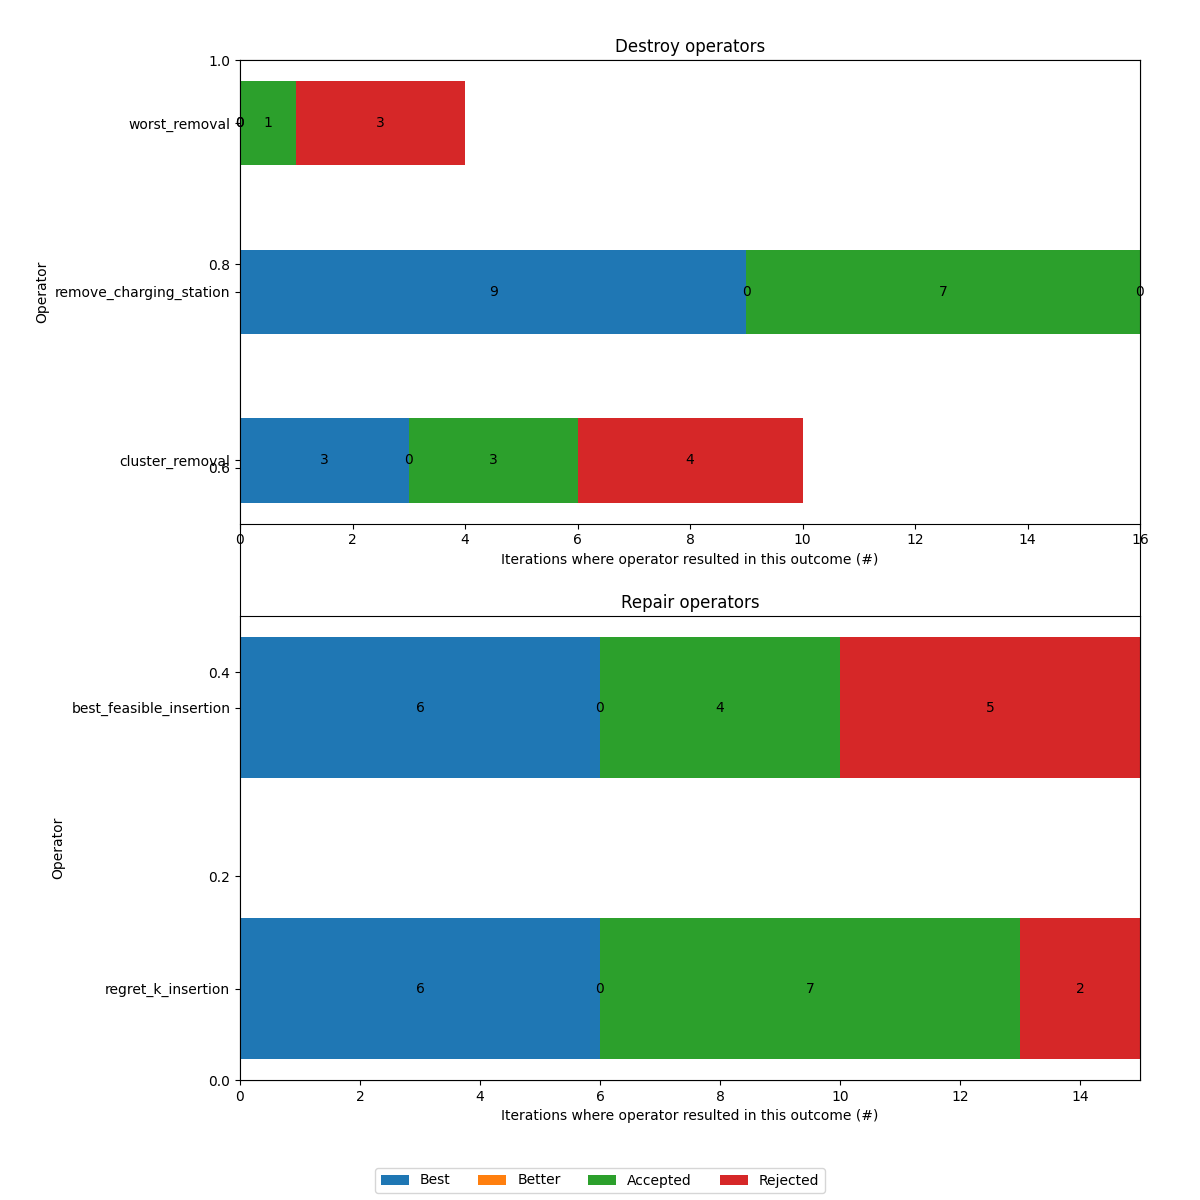 Destroy operators
1.0
worst_removal 0 0 1 3
0.8
Operator
remove_charging_station 9 0 7 0
cluster_removal 3 0 3 4
0.6
0 2 4 6 8 10 12 14 16
Iterations where operator resulted in this outcome (#)
Repair operators
0.4
best_feasible_insertion 6 0 4 5
Operator
0.2
regret_k_insertion 6 0 7 2
0.0
0 2 4 6 8 10 12 14
Iterations where operator resulted in this outcome (#)
Best Better Accepted Rejected